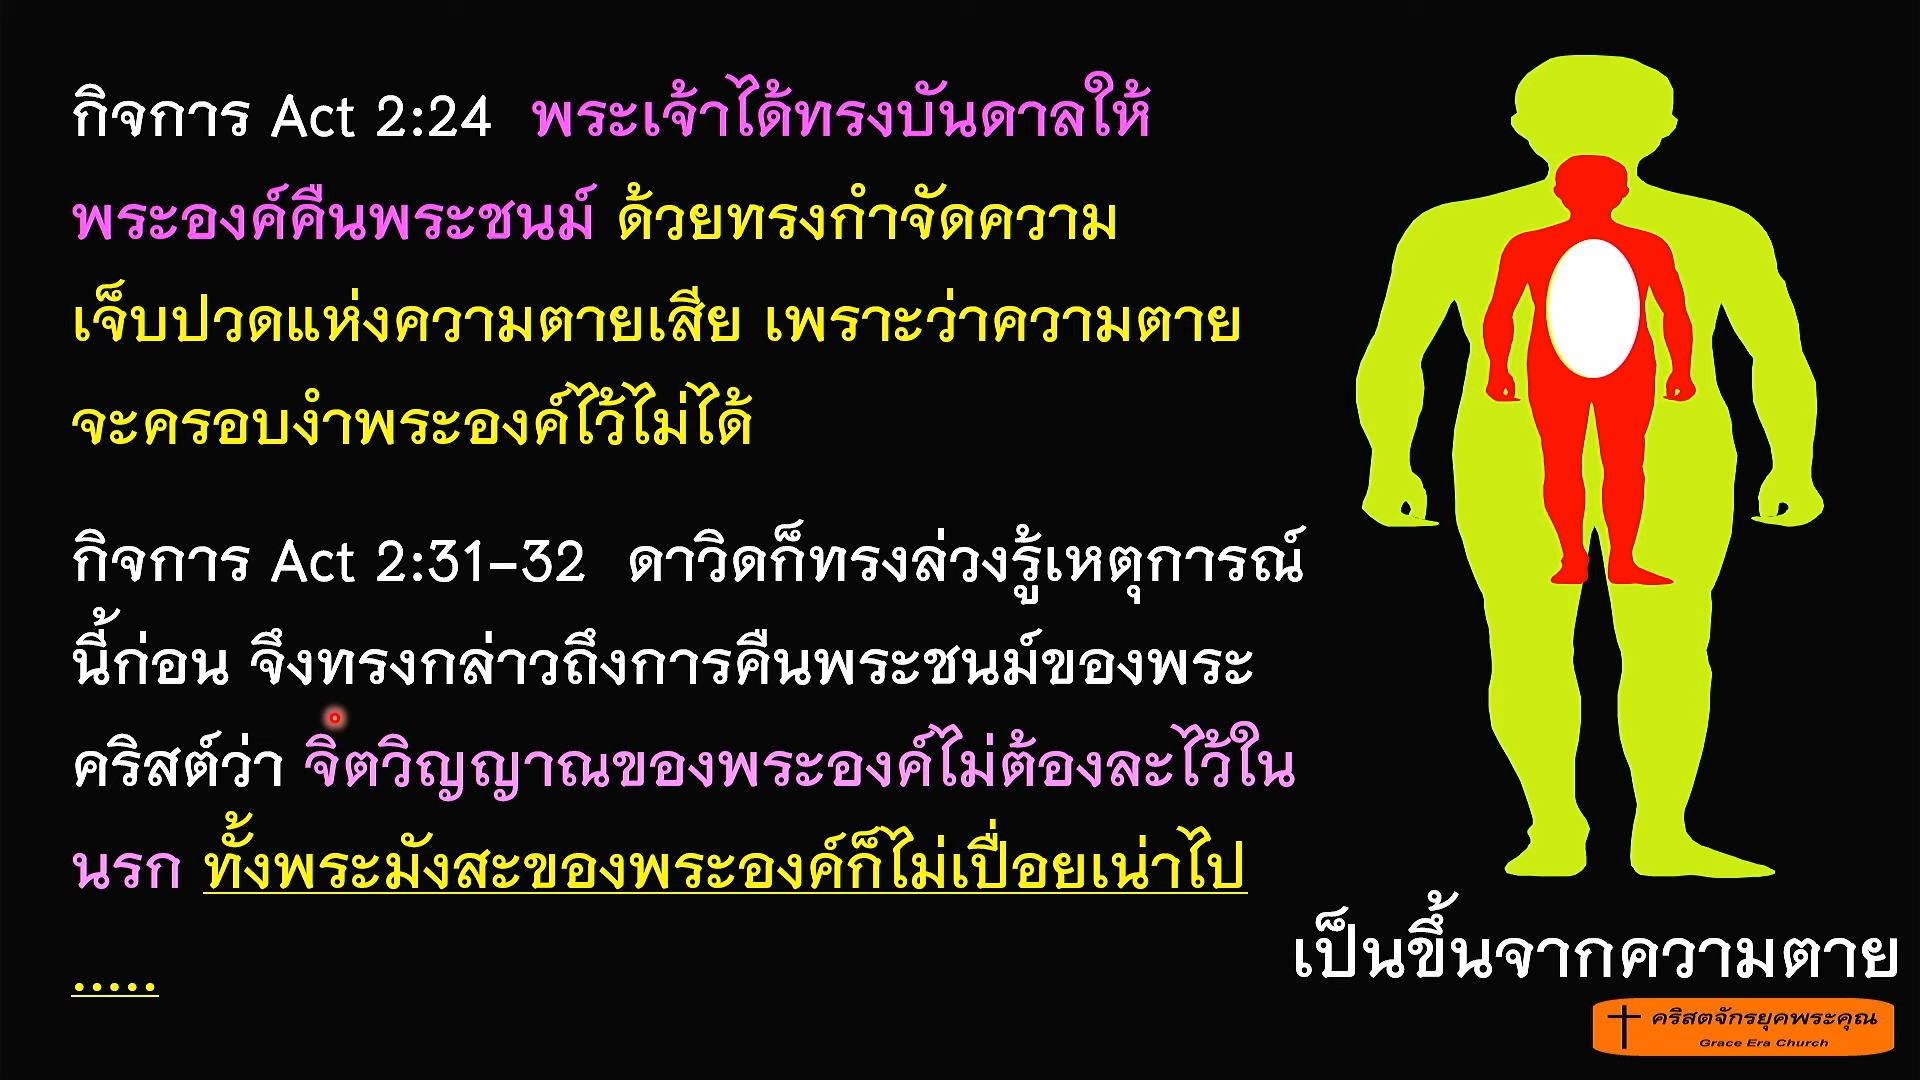 กิจการ Act 2:24 พระเจ้าได้ทรงบันดาลให้
พระองค์คืนพระชนม์ ด้วยทรงกำจัดความ
เจ็บปวดแห่งความตายเสีย เพราะว่าความตาย
จะครอบงำพระองค์ไว้ไม่ได้
กิจการ Act 2:31-32 ดาวิดก็ทรงล่วงรู้เหตุการณ์
นี้ก่อน จึงทรงกล่าวถึงการคืนพระชนม์ของพระ
คริสต์ว่า จิตวิญญาณของพระองค์ไม่ต้องละไว้ใน
นรก ทั้งพระมังสะของพระองค์ก็ไม่เปื่อยเน่าไป
.....
เป็นขึ้นจากความตาย
คริสตจักรยุคพระคุณ
Grace Era Church